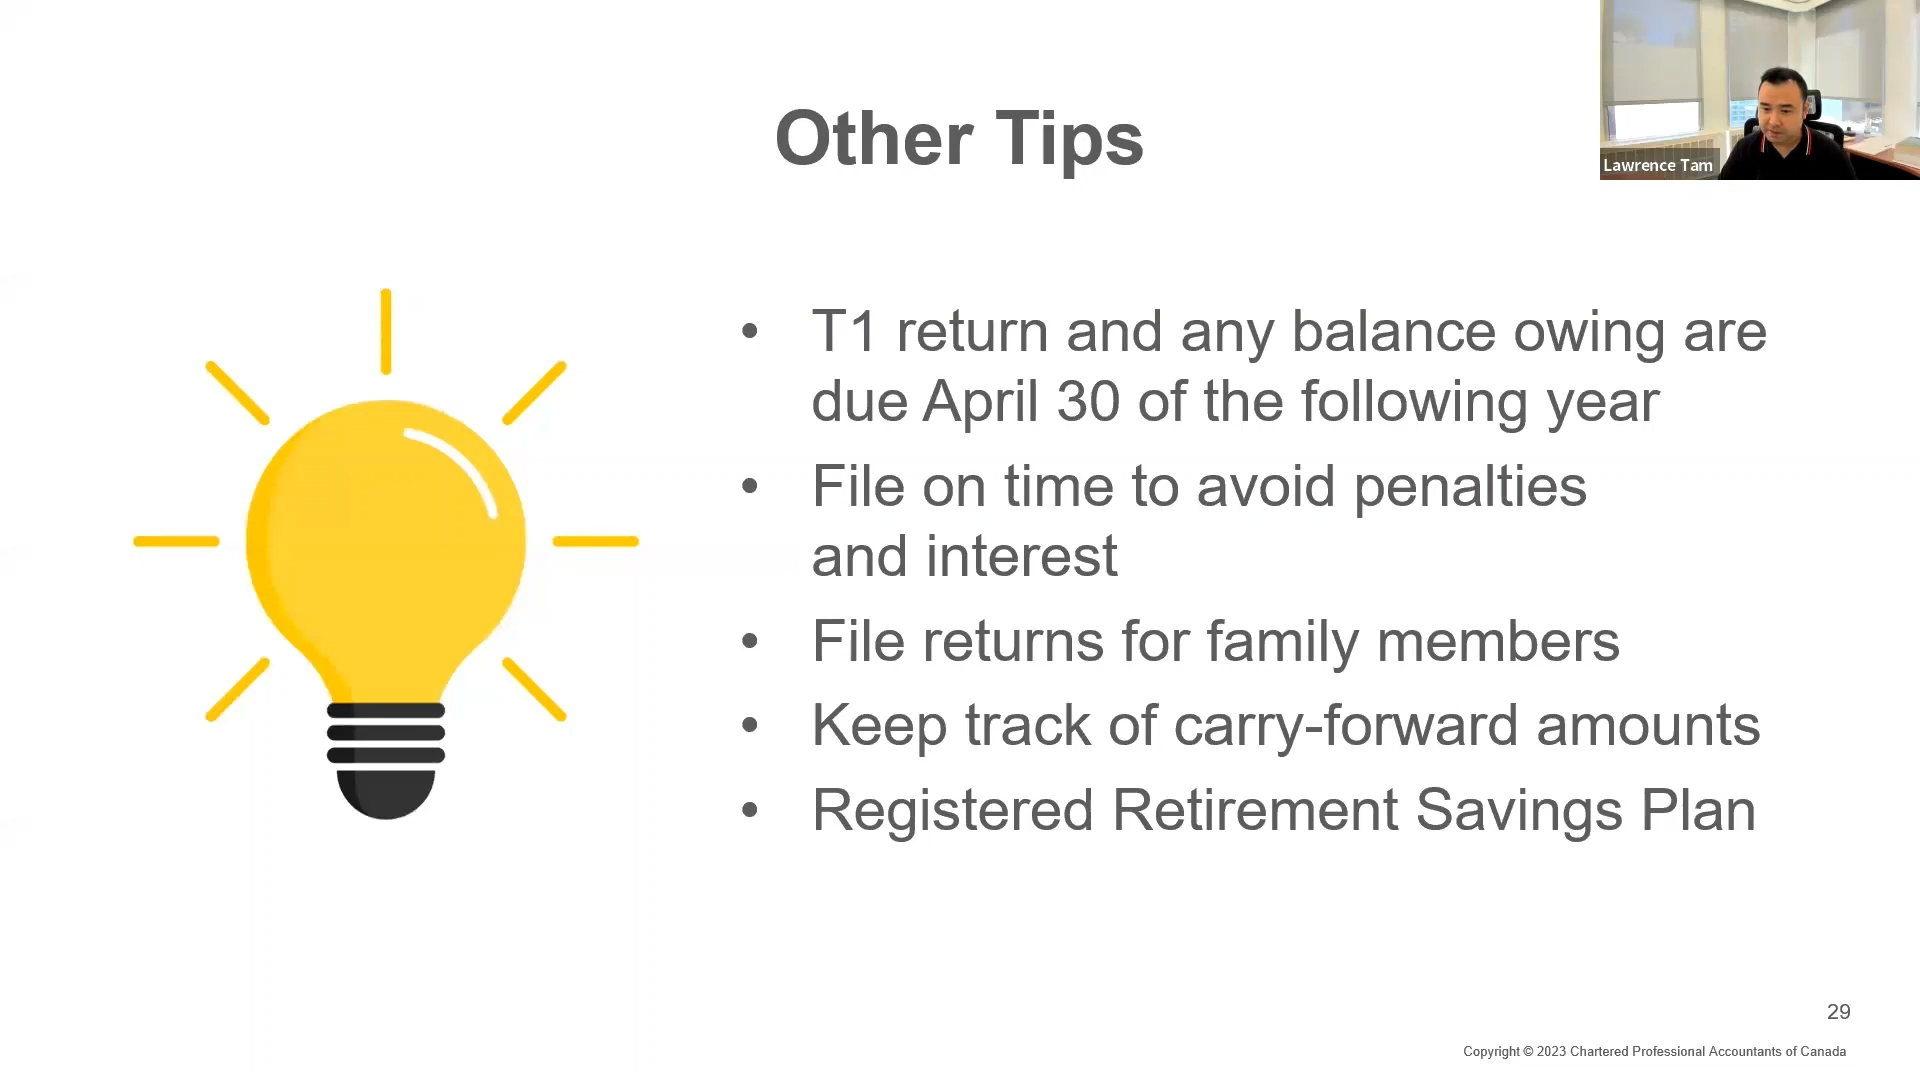 Other Tips
Lawrence Tam
• T1 return and any balance owing are
due April 30 of the following year
• File on time to avoid penalties
and interest
• File returns for family members
• Keep track of carry-forward amounts
• Registered Retirement Savings Plan
29
Copyright © 2023 Chartered Professional Accountants of Canada